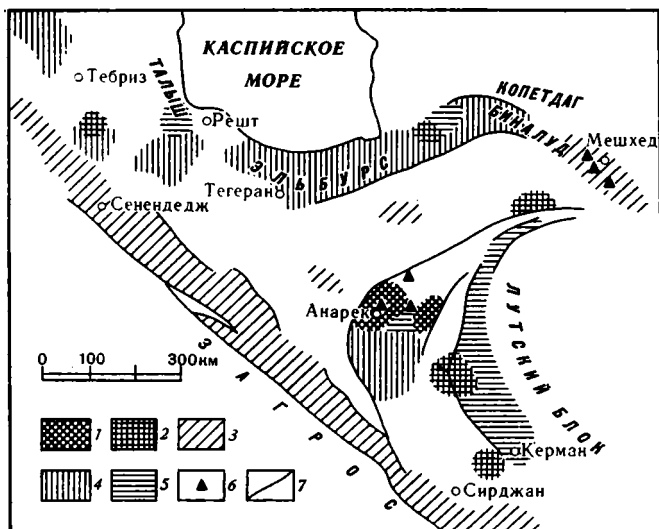 КАСПИЙСКОЕ
МОРЕ
Тебриз
ТАЛЫШ
Решт
КОПЕТДАГ
БИНАЛУД
Мешхед
ЭЛЬБУРС
Тегеран
Сенендедж
Анарек
ЛУТСКИЙ БЛОК
ЗАГРОС
0 100 300км
1 2 3
4 5 6 7
Керман
Сирджан